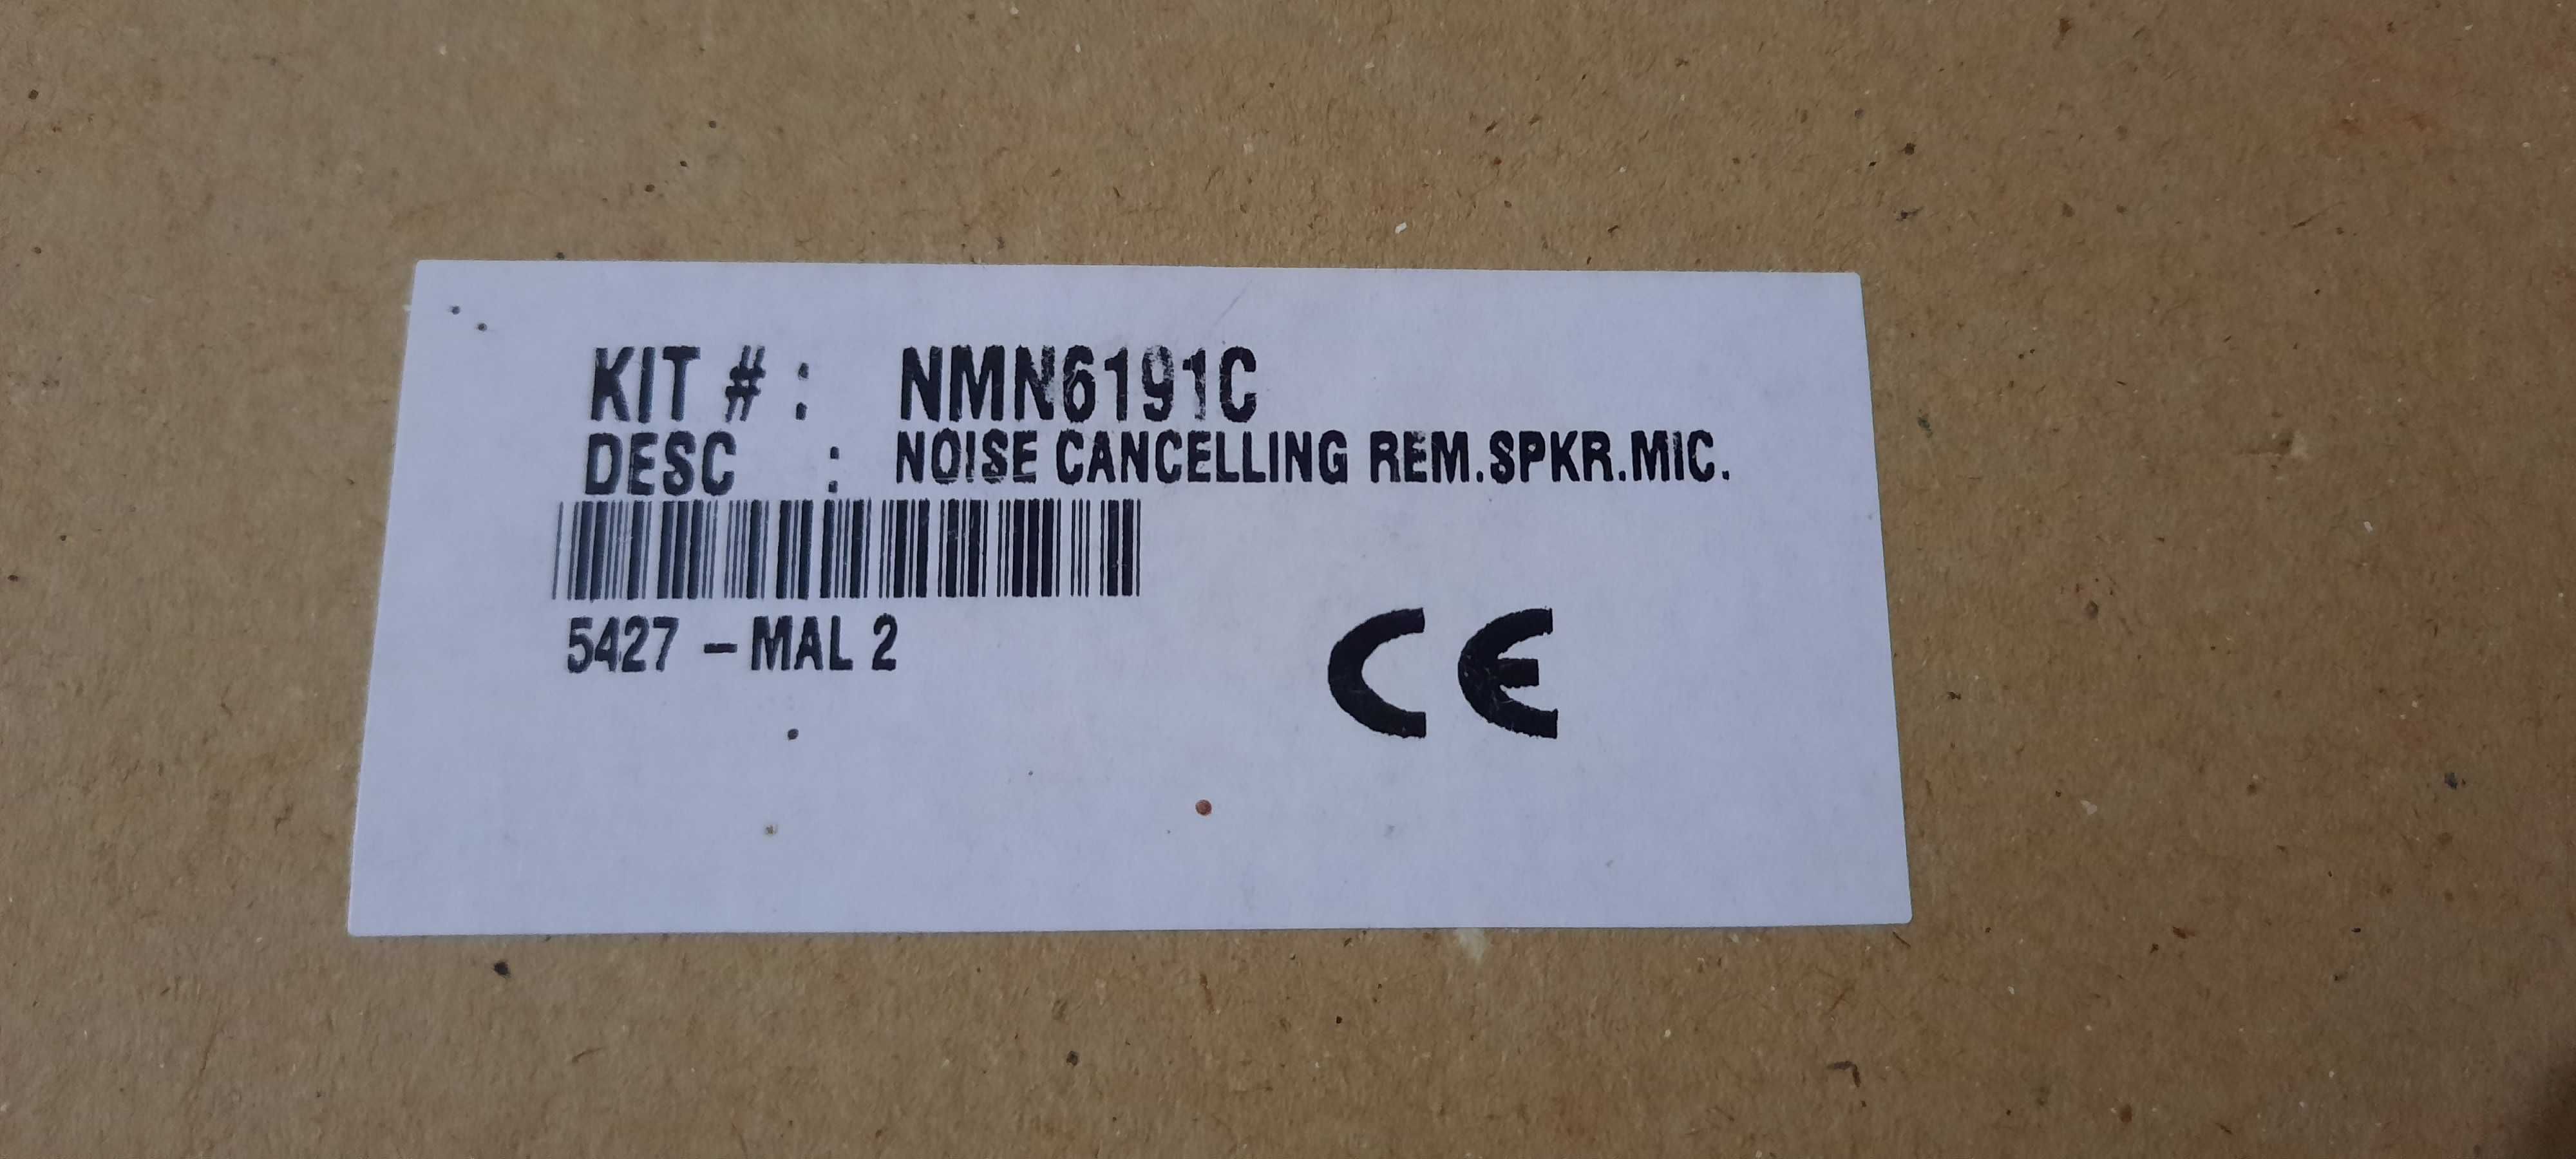 KIT # : NMN6191C
DESC : NOISE CANCELLING REM.SPKR.MIC.
5427 - MAL 2
CE